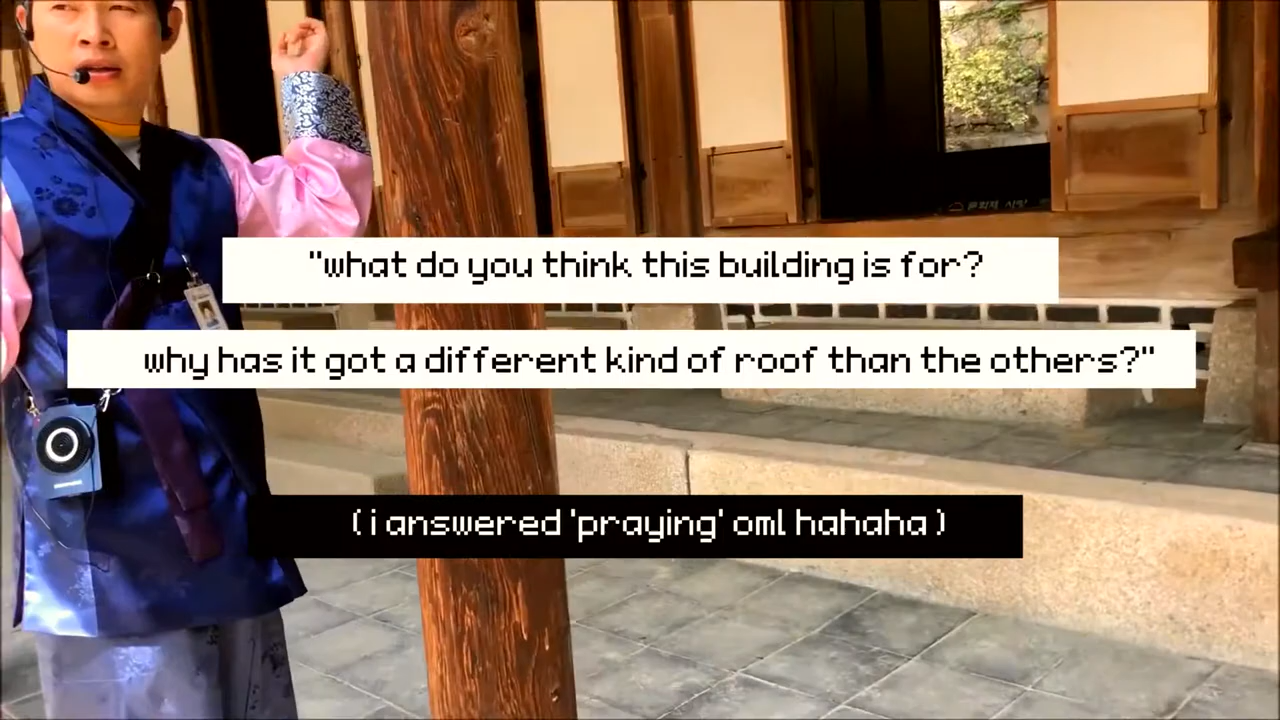 "what do you think this building is for?
why has it got a different kind of roof than the others?"
(i answered 'praying' oml hahaha)